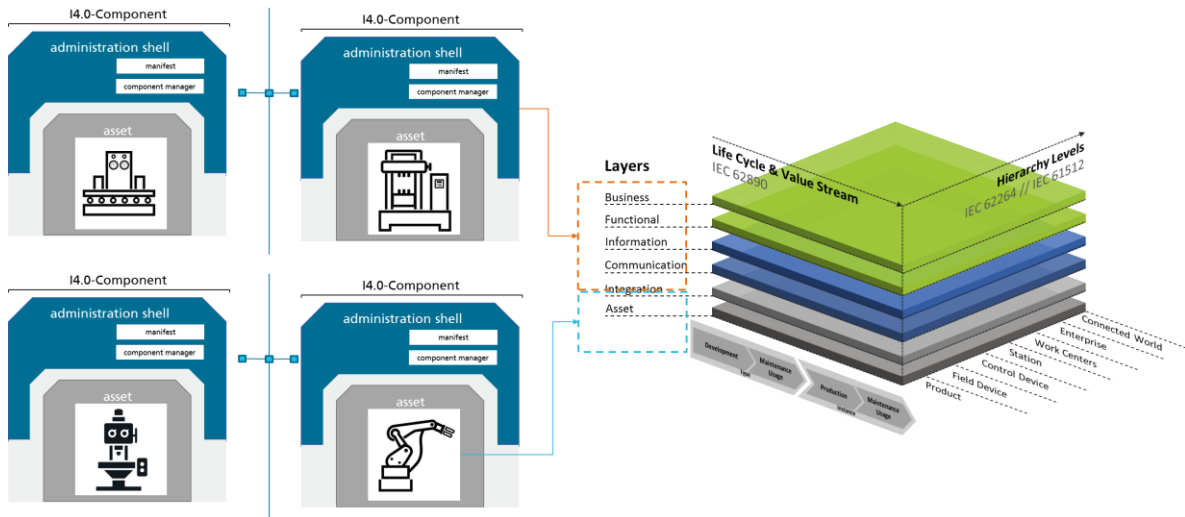 I4.0-Component
administration shell
manifest
component manager
asset
I4.0-Component
administration shell
manifest
component manager
asset
I4.0-Component
administration shell
manifest
component manager
asset
I4.0-Component
administration shell
manifest
component manager
asset
Layers
Business
Functional
Information
Communication
Integration
Asset
Life Cycle & Value Stream
IEC 62890
Hierarchy Levels
IEC 62264 // IEC 61512
Connected World
Enterprise
Work Centers
Station
Control Device
Field Device
Product
Development
Maintenance
Usage
Type
Production
Maintenance
Usage
Instance